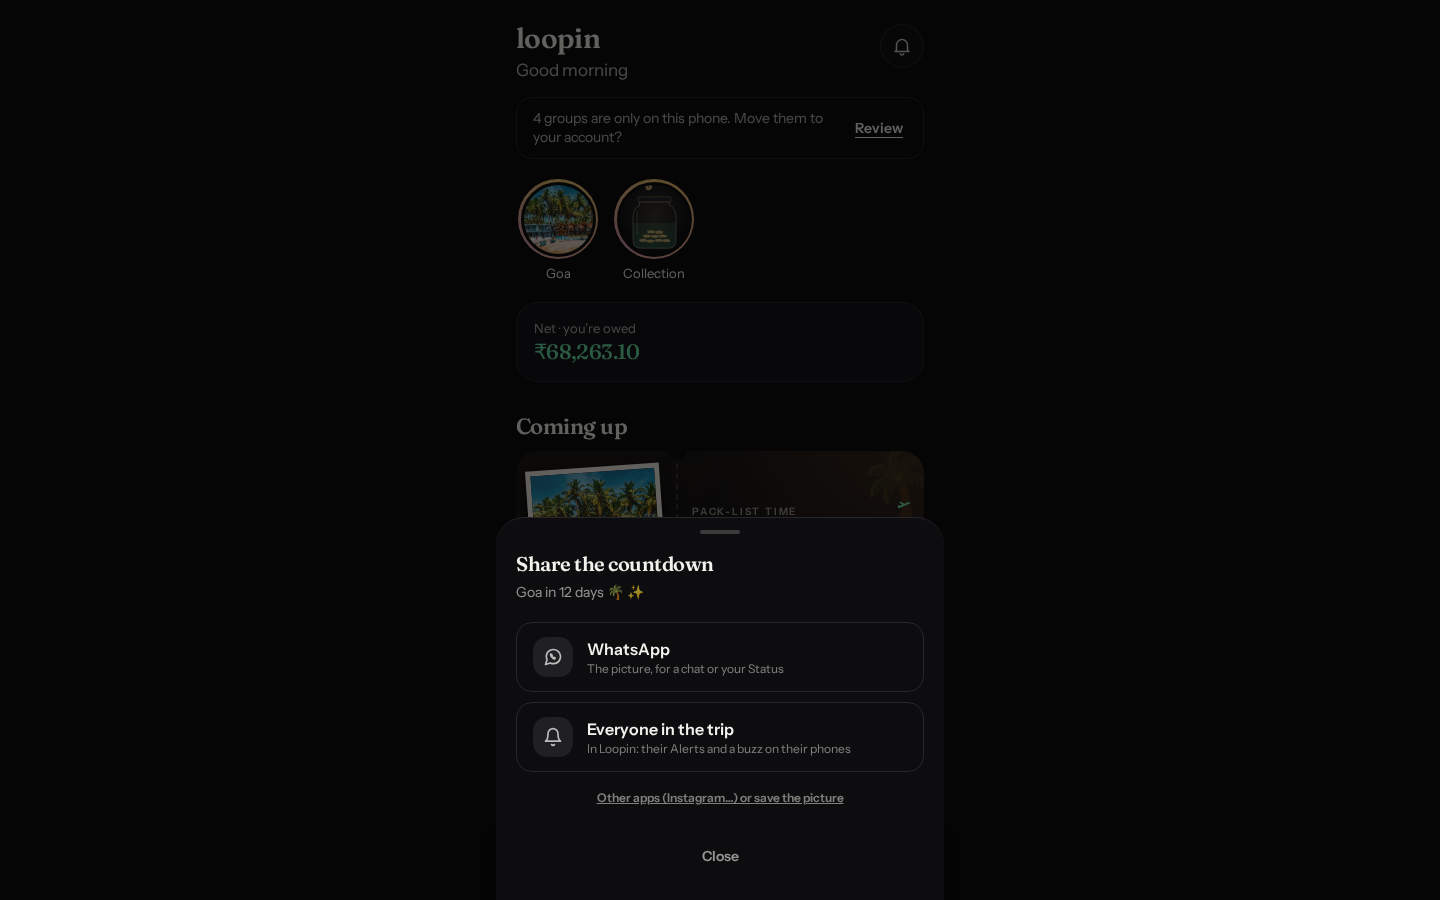 loopin
Good morning
4 groups are only on this phone. Move them to
your account?
Review
Goa
Collection
Net · you're owed
₹68,263.10
Coming up
PACK-LIST TIME
Share the countdown
Goa in 12 days 🌴 ✨
WhatsApp
The picture, for a chat or your Status
Everyone in the trip
In Loopin: their Alerts and a buzz on their phones
Other apps (Instagram…) or save the picture
Close